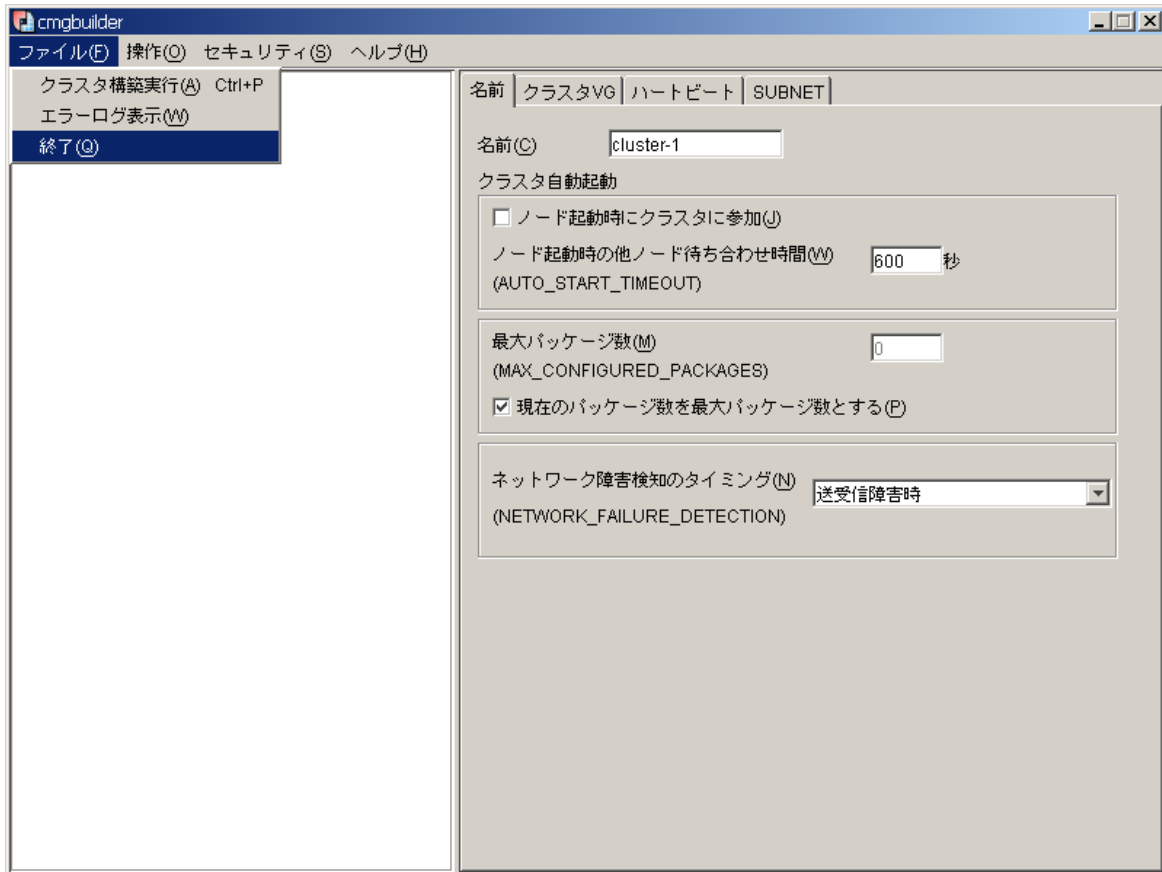 cmgbuilder
ファイル(F) 操作(O) セキュリティ(S) ヘルプ(H)
クラスタ構築実行(A) Ctrl+P
エラーログ表示(W)
終了(Q)
名前 クラスタVG ハートビート SUBNET
名前(C) cluster-1
クラスタ自動起動
ノード起動時にクラスタに参加(J)
ノード起動時の他ノード待ち合わせ時間(W) 600 秒
(AUTO_START_TIMEOUT)
最大パッケージ数(M) 0
(MAX_CONFIGURED_PACKAGES)
現在のパッケージ数を最大パッケージ数とする(P)
ネットワーク障害検知のタイミング(N) 送受信障害時
(NETWORK_FAILURE_DETECTION)